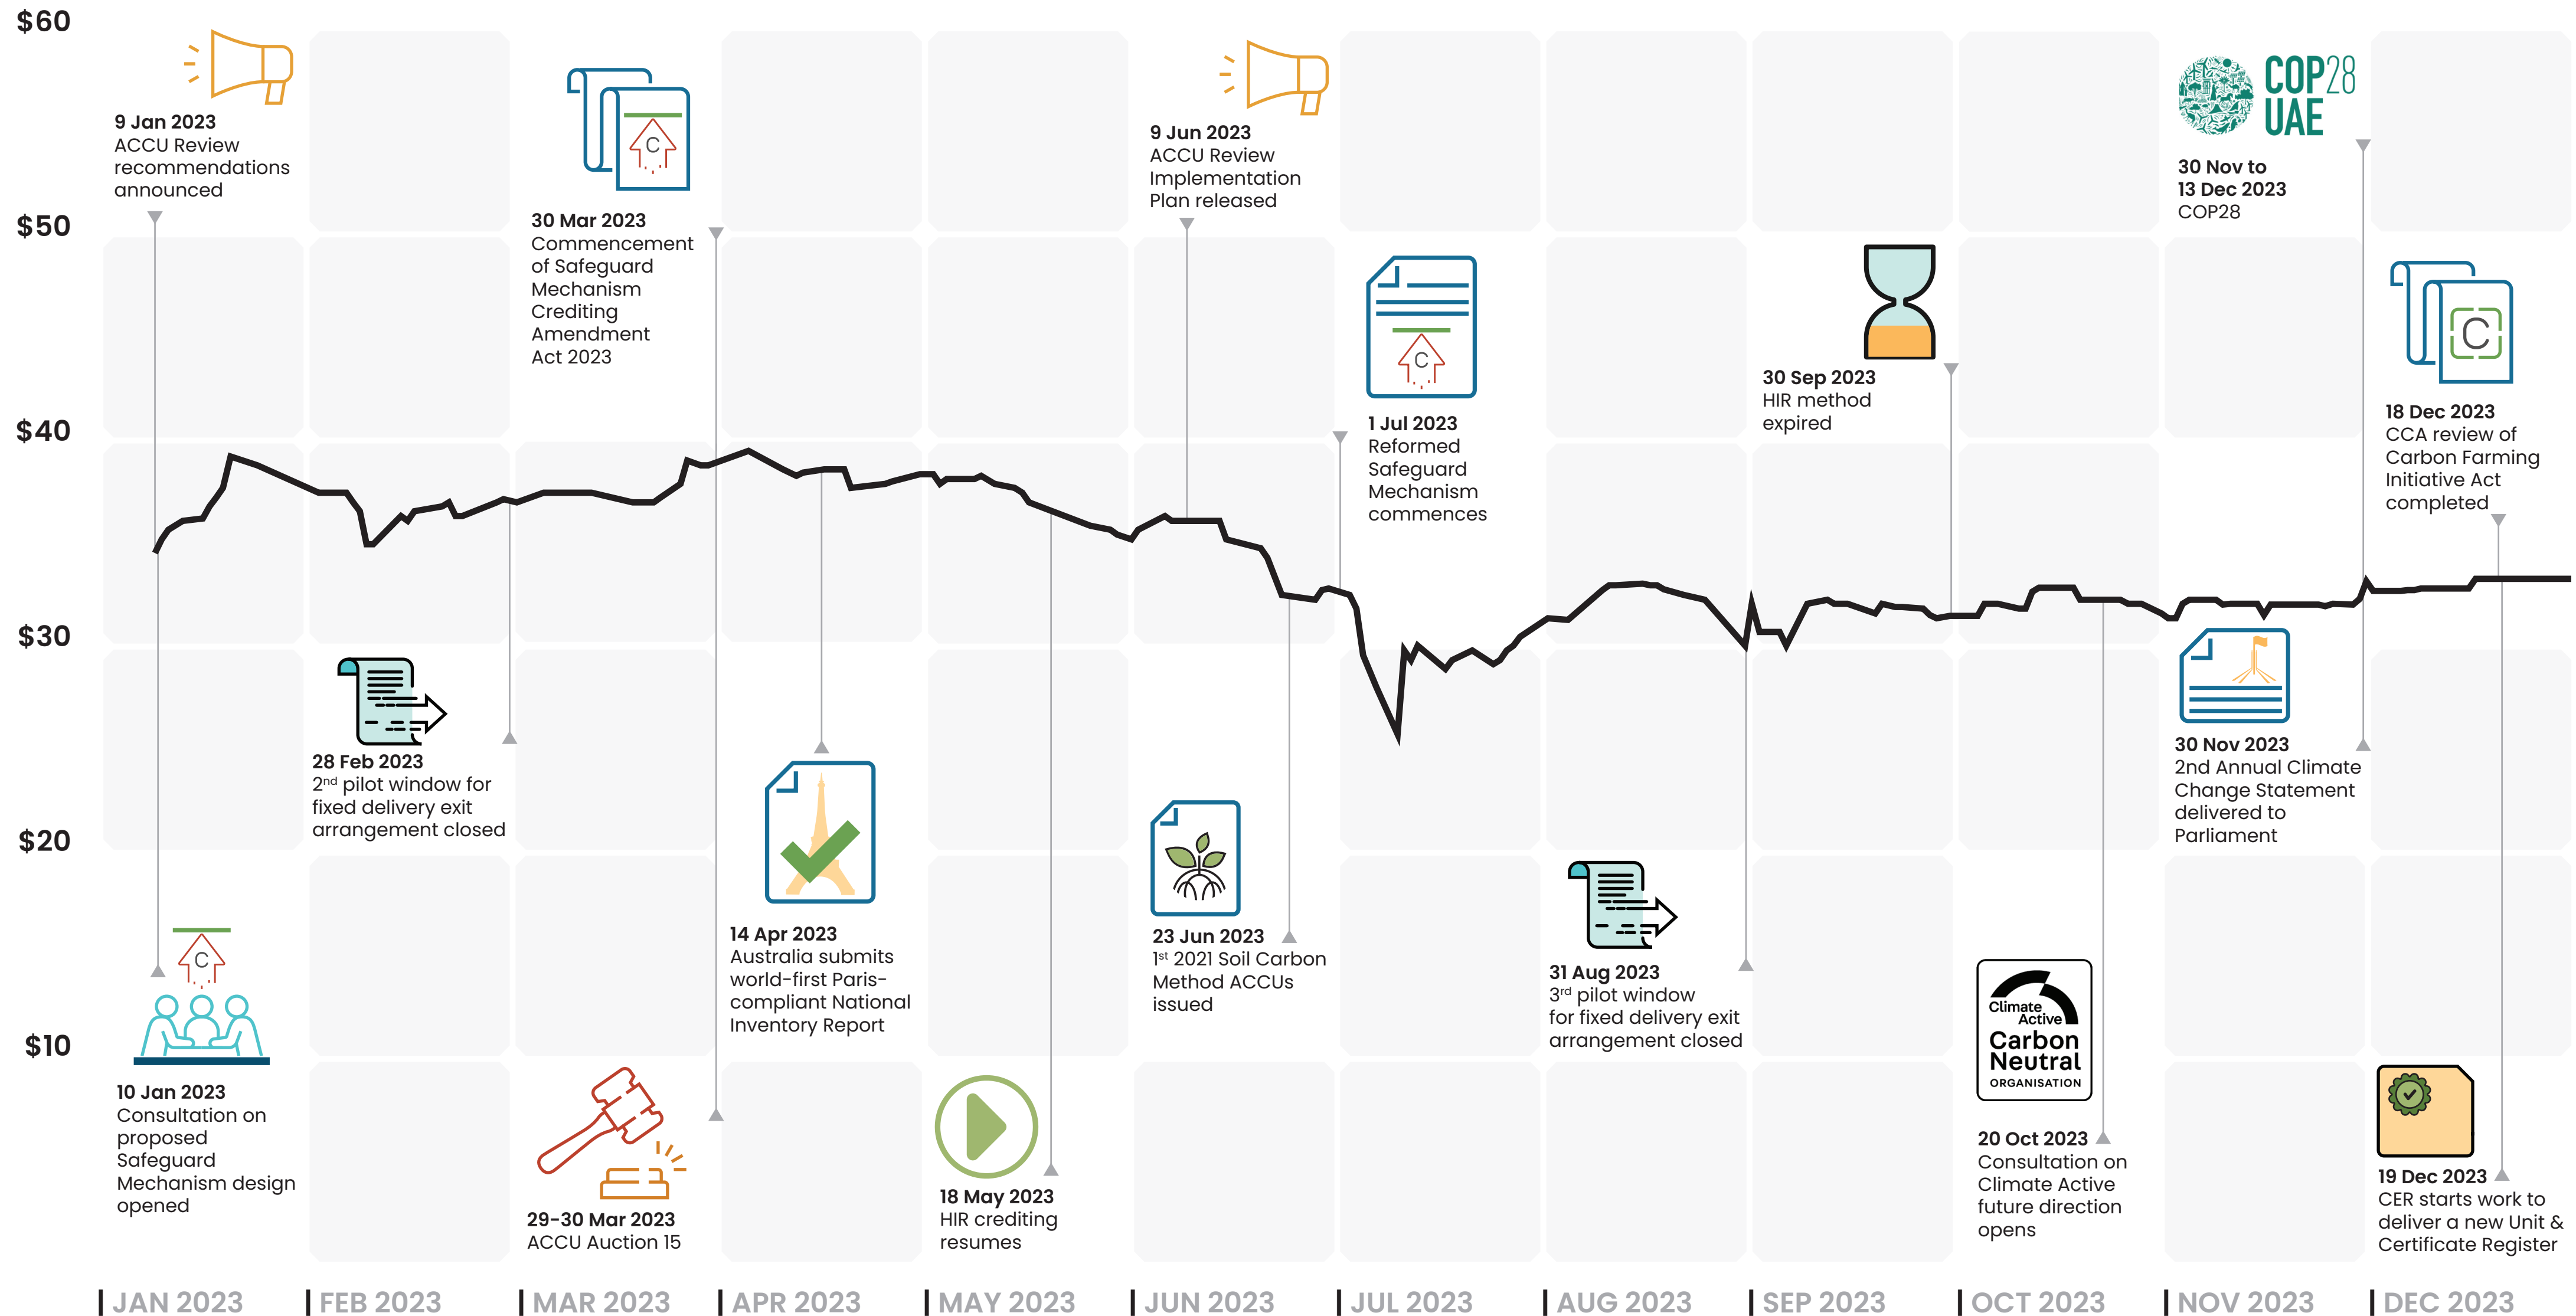 $60
$50
$40
$30
$20
$10
9 Jan 2023
ACCU Review
recommendations
announced
10 Jan 2023
Consultation on
proposed
Safeguard
Mechanism design
opened
28 Feb 2023
2nd pilot window for
fixed delivery exit
arrangement closed
30 Mar 2023
Commencement
of Safeguard
Mechanism
Crediting
Amendment
Act 2023
29-30 Mar 2023
ACCU Auction 15
14 Apr 2023
Australia submits
world-first Paris-
compliant National
Inventory Report
18 May 2023
HIR crediting
resumes
9 Jun 2023
ACCU Review
Implementation
Plan released
23 Jun 2023
1st 2021 Soil Carbon
Method ACCUs
issued
1 Jul 2023
Reformed
Safeguard
Mechanism
commences
31 Aug 2023
3rd pilot window
for fixed delivery exit
arrangement closed
30 Sep 2023
HIR method
expired
Climate
Active
Carbon
Neutral
ORGANISATION
20 Oct 2023
Consultation on
Climate Active
future direction
opens
COP28
UAE
30 Nov to
13 Dec 2023
COP28
30 Nov 2023
2nd Annual Climate
Change Statement
delivered to
Parliament
C
C
C
C
18 Dec 2023
CCA review of
Carbon Farming
Initiative Act
completed
19 Dec 2023
CER starts work to
deliver a new Unit &
Certificate Register
JAN 2023
FEB 2023
MAR 2023
APR 2023
MAY 2023
JUN 2023
JUL 2023
AUG 2023
SEP 2023
OCT 2023
NOV 2023
DEC 2023